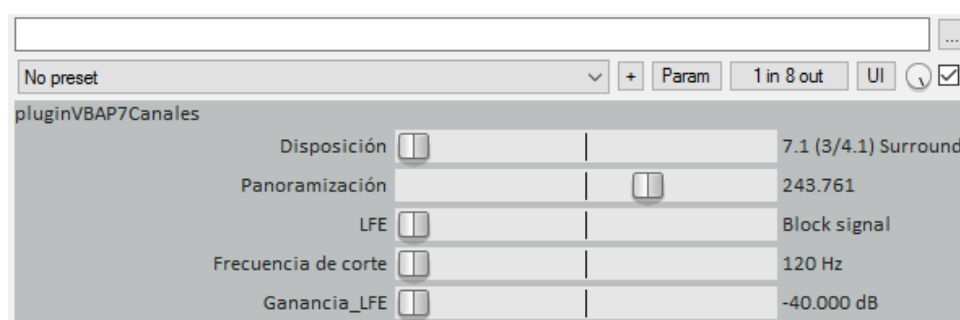 ...
No preset + Param 1 in 8 out UI
pluginVBAP7Canales
Disposición 7.1 (3/4.1) Surround
Panoramización 243.761
LFE Block signal
Frecuencia de corte 120 Hz
Ganancia_LFE -40.000 dB